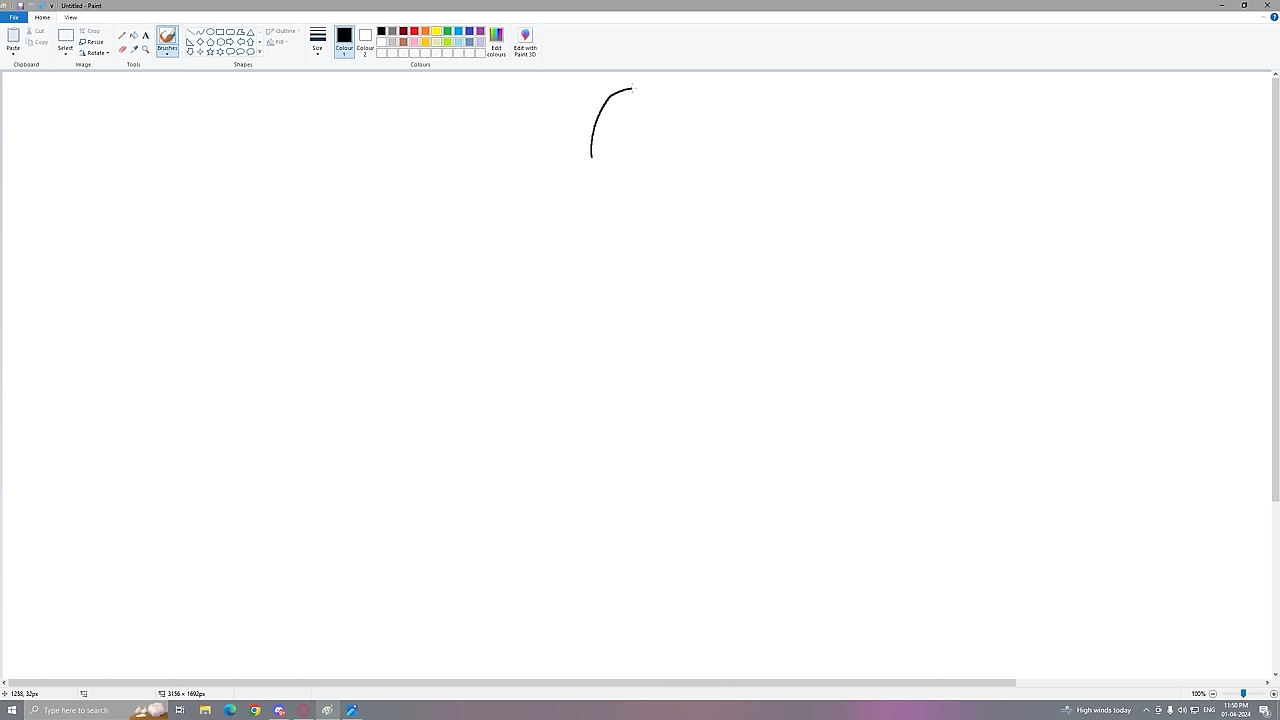 Untitled - Paint
File
Home
View
Paste
Cut
Copy
Clipboard
Select
Crop
Resize
Rotate
Image
Tools
Brushes
Outline
Fill
Shapes
Size
Colour 1
Colour 2
Edit colours
Edit with Paint 3D
Colours
1258, 32px
3156 × 1692px
100%
Type here to search
High winds today
ENG
11:50 PM
01-04-2024